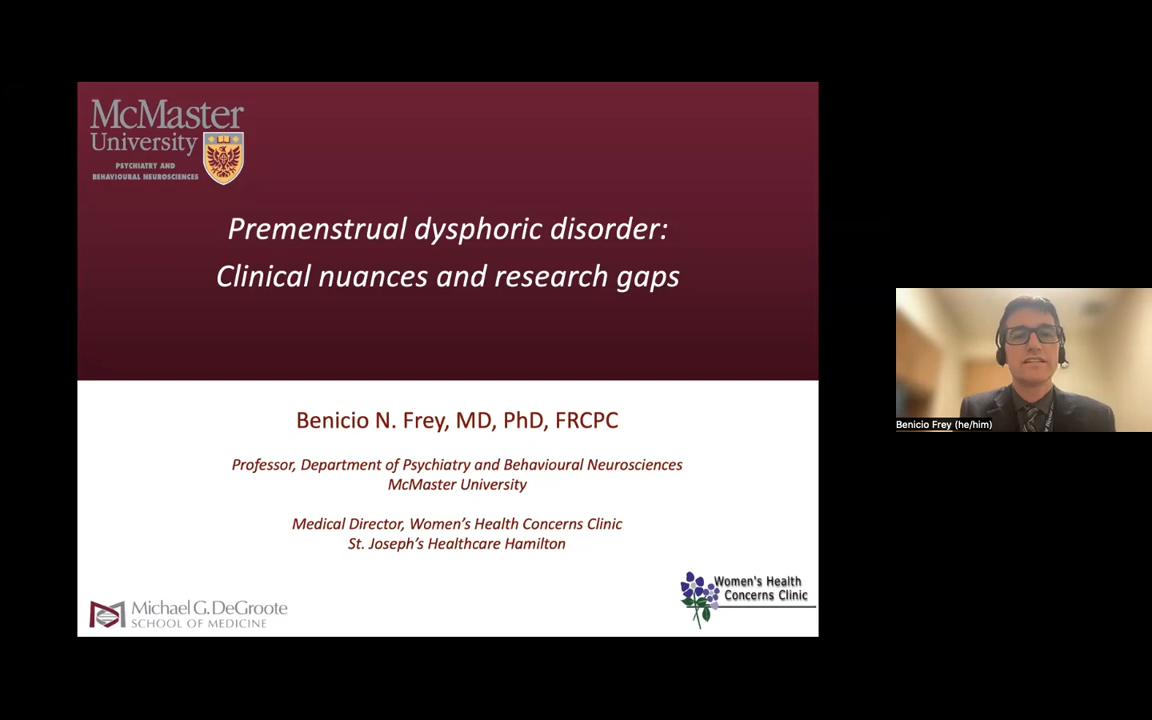 McMaster
University
PSYCHIATRY AND
BEHAVIOURAL NEUROSCIENCES
Premenstrual dysphoric disorder:
Clinical nuances and research gaps
Benicio N. Frey, MD, PhD, FRCPC
Professor, Department of Psychiatry and Behavioural Neurosciences
McMaster University
Medical Director, Women's Health Concerns Clinic
St. Joseph's Healthcare Hamilton
Michael G. DeGroote
SCHOOL OF MEDICINE
Women's Health
Concerns Clinic
Benicio Frey (he/him)